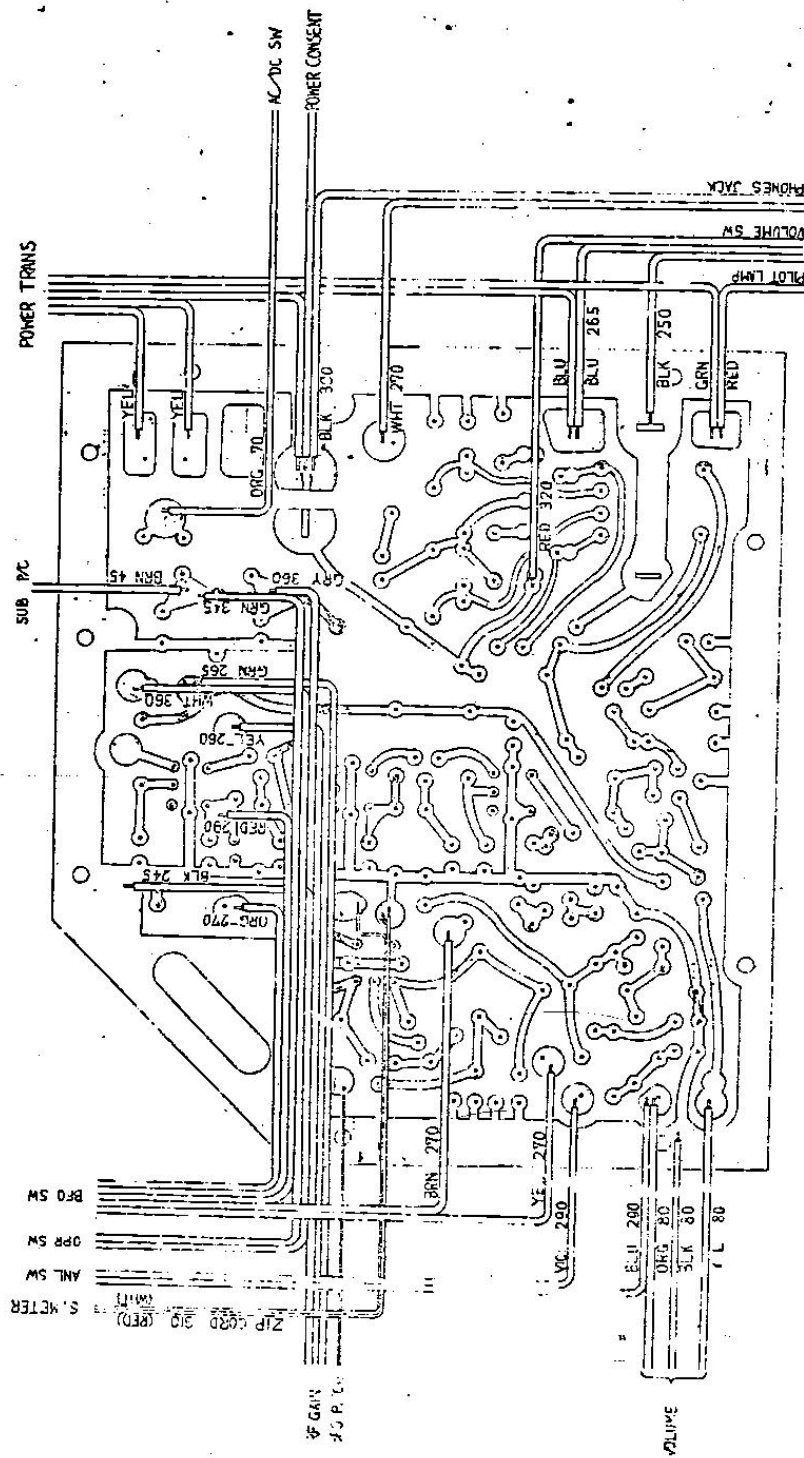 AC/DC SW
POWER CONSENT
POWER TRANS
PHONES JACK
VOLUME SW
PILOT LAMP
YEL
YEL
ORG 70
BLK 300
WHT 270
BLU
BLU 265
BLK 250
GRN
RED
RED 320
SUB P/C
BRN 45
GRN 345
GRY 360
GRN 265
WHT 360
YEL 260
RED 290
BLK 245
ORG 270
BFO SW
OPR SW
ANL SW
S. METER
(WHT)
ZIP CORD 310 (RED)
RF GAIN
BRN 270
270
290
BLU 290
ORG 80
BLK 80
80
VOLUME